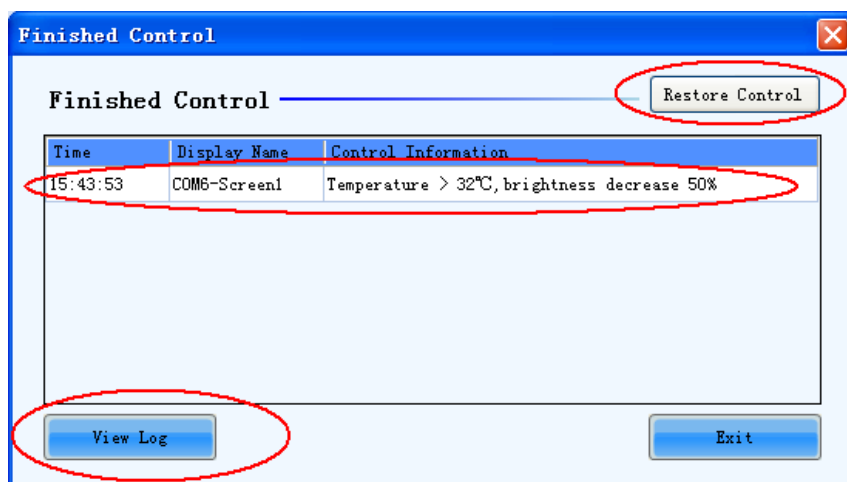 Finished Control
Finished Control
Restore Control
Time Display Name Control Information
15:43:53 COM6-Screen1 Temperature > 32℃,brightness decrease 50%
View Log Exit